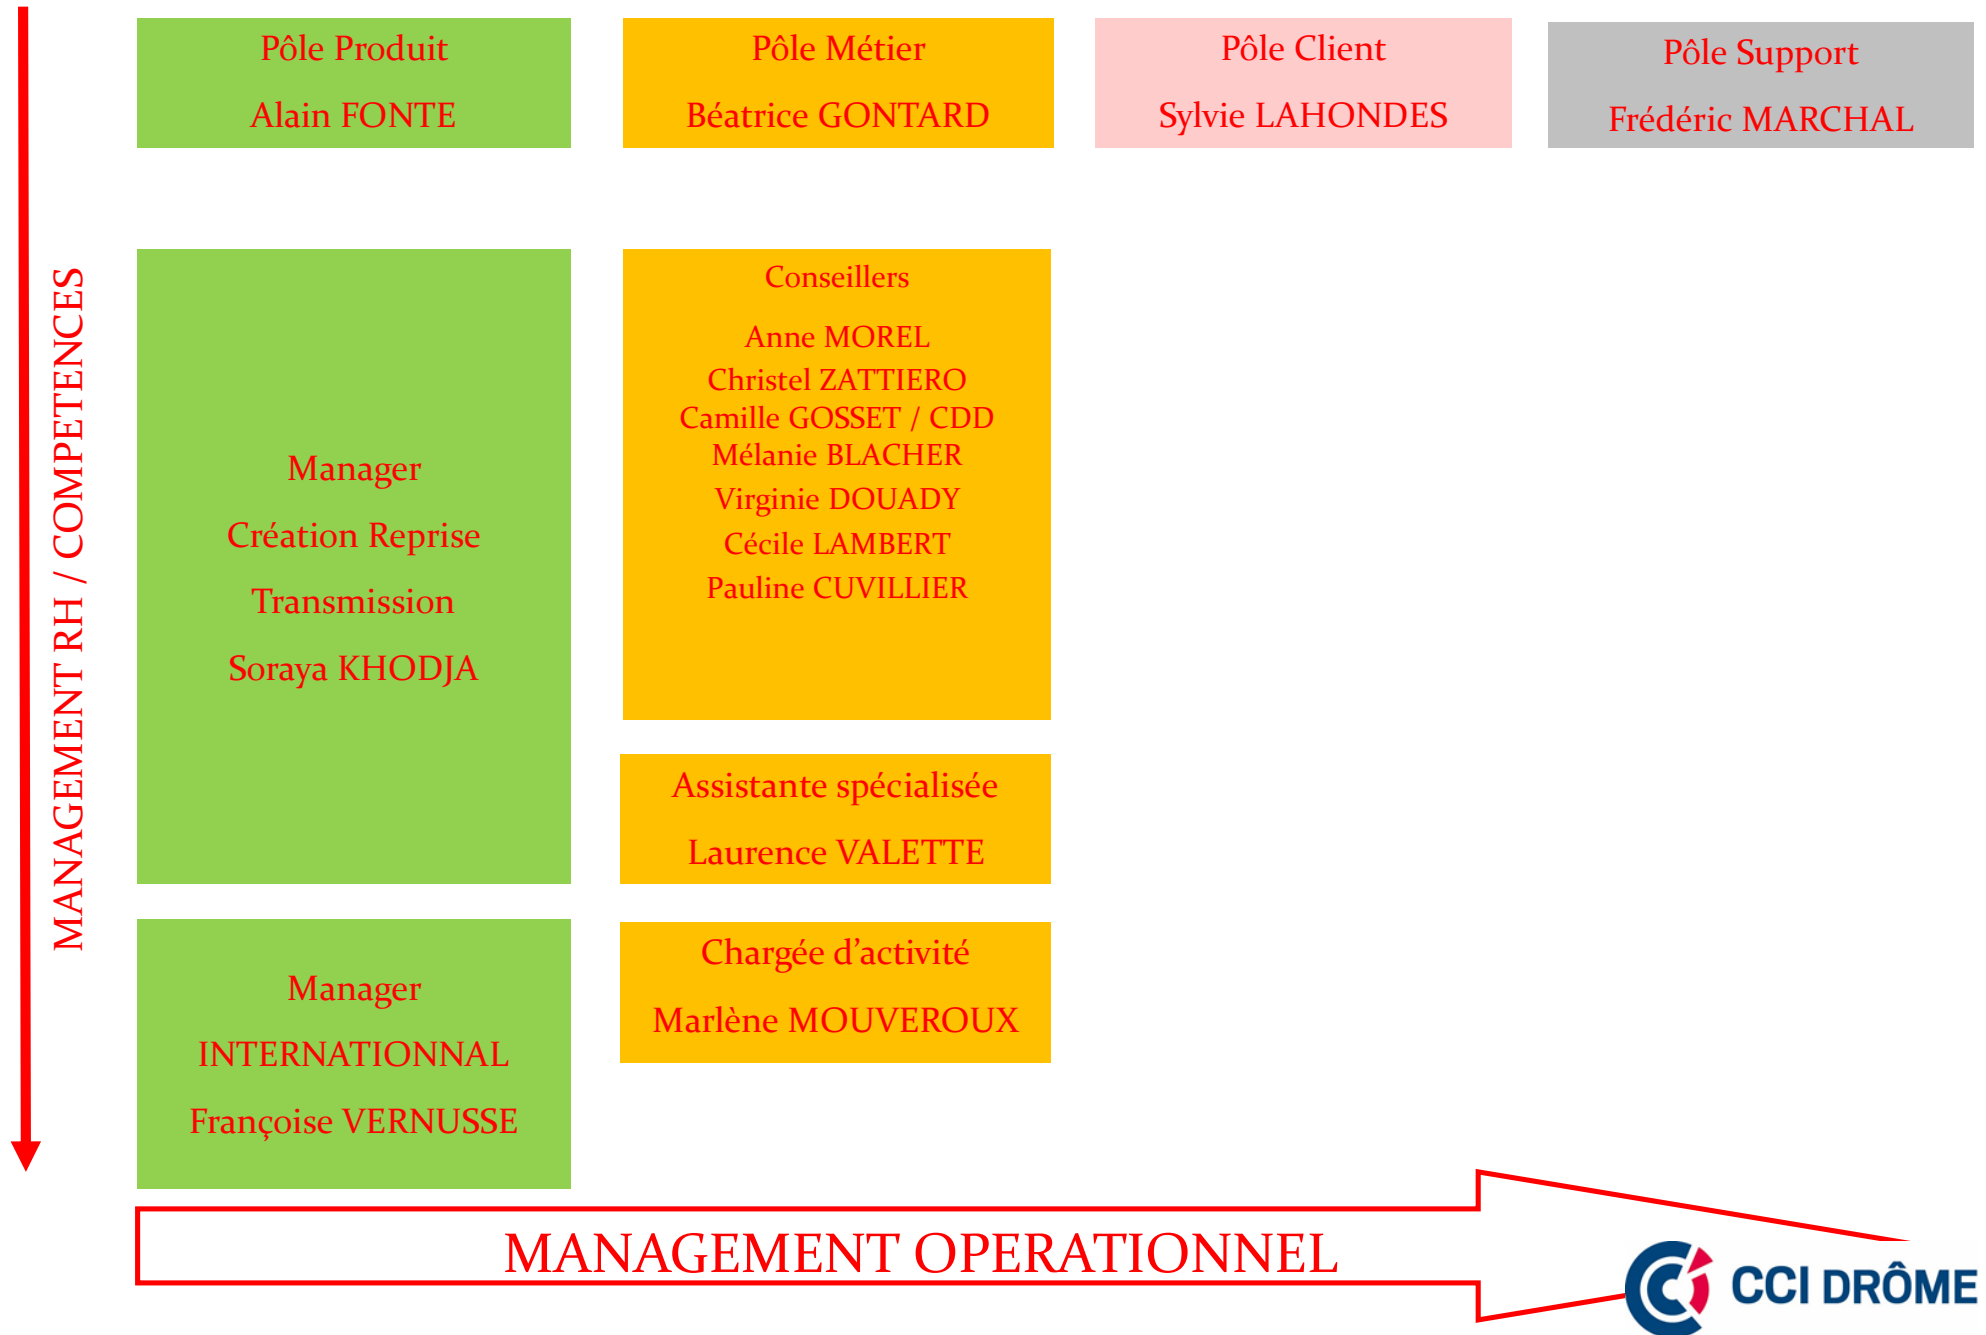 Pôle Produit
Alain FONTE
Pôle Métier
Béatrice GONTARD
Pôle Client
Sylvie LAHONDES
Pôle Support
Frédéric MARCHAL
MANAGEMENT RH / COMPETENCES
Manager
Création Reprise
Transmission
Soraya KHODJA
Conseillers
Anne MOREL
Christel ZATTIERO
Camille GOSSET / CDD
Mélanie BLACHER
Virginie DOUADY
Cécile LAMBERT
Pauline CUVILLIER
Assistante spécialisée
Laurence VALETTE
Manager
INTERNATIONNAL
Françoise VERNUSSE
Chargée d’activité
Marlène MOUVEROUX
MANAGEMENT OPERATIONNEL
CCI DRÔME